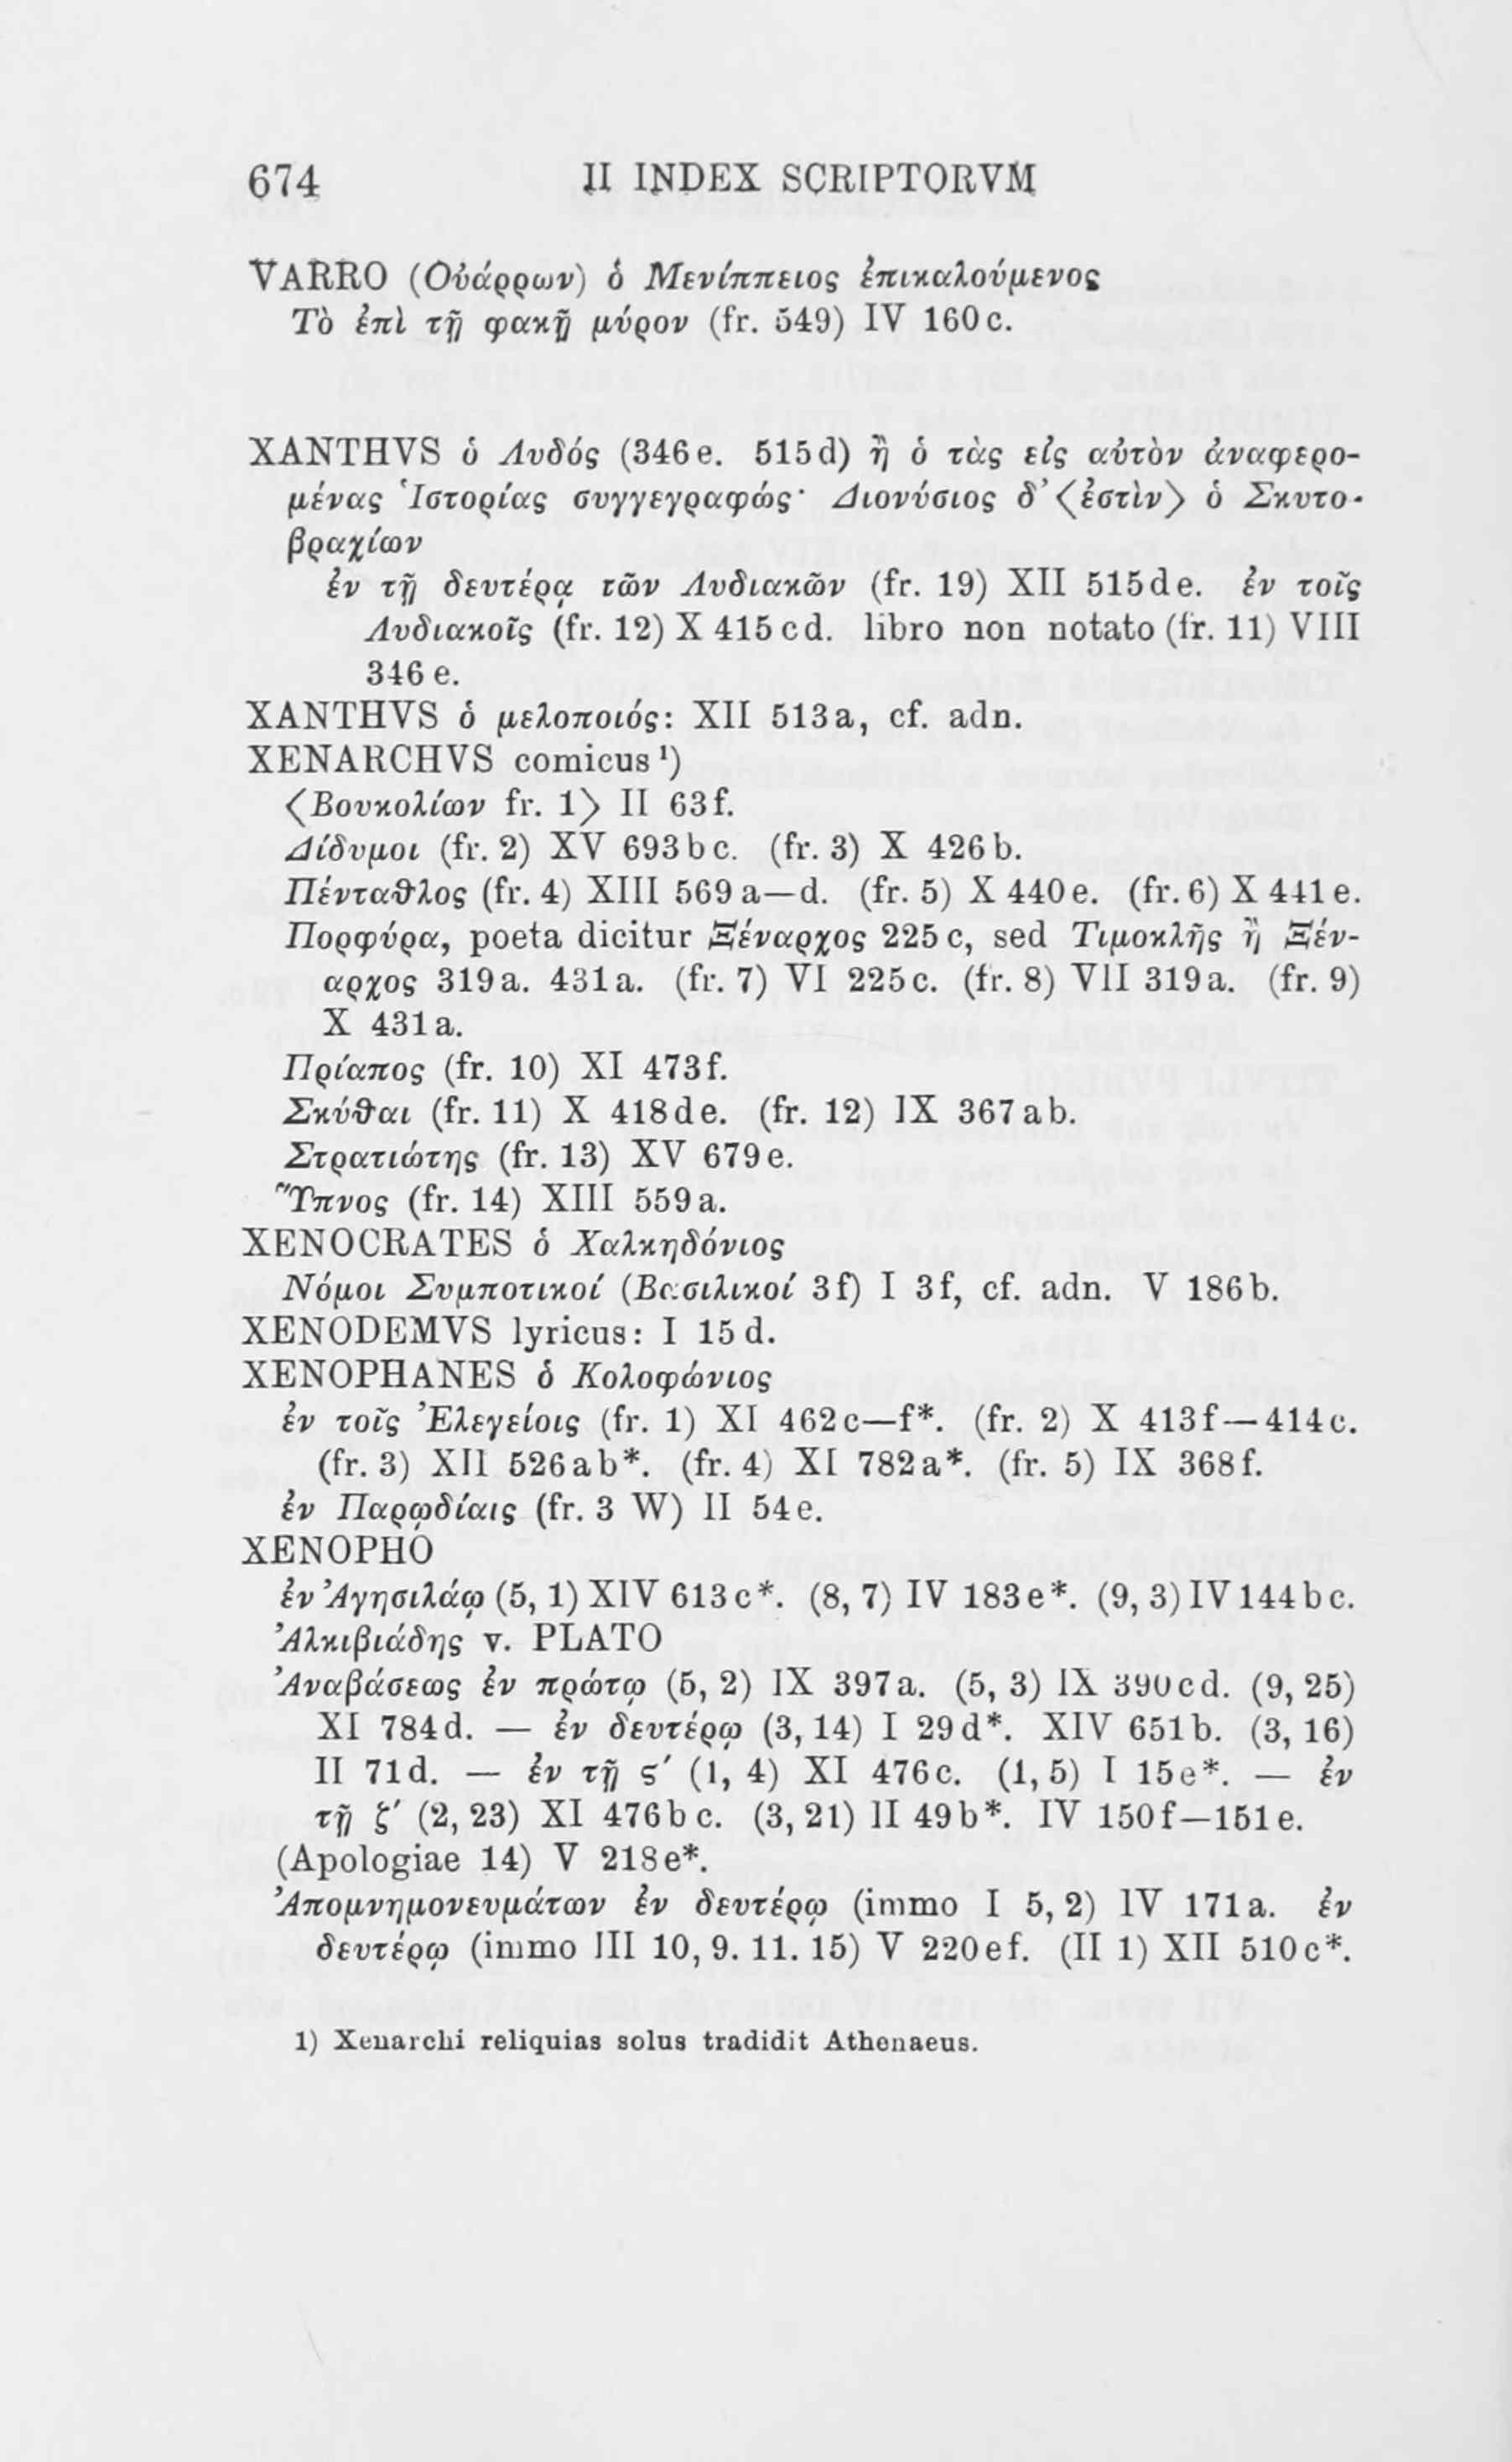 674 II INDEX SCRIPTORVM
VARRO (Οὐάρρων) ὁ Μενίππειος ἐπικαλούμενος
Τὸ ἐπὶ τῇ φακῇ μύρον (fr. 549) IV 160c.
XANTHVS ὁ Λυδός (346e. 515d) ἢ ὁ τὰς εἰς αὐτὸν ἀναφερο-
μένας Ἱστορίας συγγεγραφώς· Διονύσιος δ’ ⟨ἐστὶν⟩ ὁ Σκυτο-
βραχίων
ἐν τῇ δευτέρᾳ τῶν Λυδιακῶν (fr. 19) XII 515de. ἐν τοῖς
Λυδιακοῖς (fr. 12) X 415cd. libro non notato (fr. 11) VIII
346e.
XANTHVS ὁ μελοποιός: XII 513a, cf. adn.
XENARCHVS comicus ¹)
⟨Βουκολίων fr. 1⟩ II 63f.
Δίδυμοι (fr. 2) XV 693bc. (fr. 3) X 426b.
Πένταθλος (fr. 4) XIII 569a—d. (fr. 5) X 440e. (fr. 6) X 441e.
Πορφύρα, poeta dicitur Ξέναρχος 225c, sed Τιμοκλῆς ἢ Ξέν-
αρχος 319a. 431a. (fr. 7) VI 225c. (fr. 8) VII 319a. (fr. 9)
X 431a.
Πρίαπος (fr. 10) XI 473f.
Σκύθαι (fr. 11) X 418de. (fr. 12) IX 367ab.
Στρατιώτης (fr. 13) XV 679e.
Ὕπνος (fr. 14) XIII 559a.
XENOCRATES ὁ Χαλκηδόνιος
Νόμοι Συμποτικοί (Βασιλικοί 3f) I 3f, cf. adn. V 186b.
XENODEMVS lyricus: I 15d.
XENOPHANES ὁ Κολοφώνιος
ἐν τοῖς Ἐλεγείοις (fr. 1) XI 462c—f*. (fr. 2) X 413f—414c.
(fr. 3) XII 526ab*. (fr. 4) XI 782a*. (fr. 5) IX 368f.
ἐν Παρῳδίαις (fr. 3 W) II 54e.
XENOPHO
ἐν Ἀγησιλάῳ (5, 1) XIV 613c*. (8, 7) IV 183e*. (9, 3) IV 144bc.
Ἀλκιβιάδης v. PLATO
Ἀναβάσεως ἐν πρώτῳ (5, 2) IX 397a. (5, 3) IX 390cd. (9, 25)
XI 784d. — ἐν δευτέρῳ (3, 14) I 29d*. XIV 651b. (3, 16)
II 71d. — ἐν τῇ ς′ (1, 4) XI 476c. (1, 5) I 15e*. — ἐν
τῇ ζ′ (2, 23) XI 476bc. (3, 21) II 49b*. IV 150f—151e.
(Apologiae 14) V 218e*.
Ἀπομνημονευμάτων ἐν δευτέρῳ (immo I 5, 2) IV 171a. ἐν
δευτέρῳ (immo III 10, 9. 11. 15) V 220ef. (II 1) XII 510c*.
1) Xenarchi reliquias solus tradidit Athenaeus.